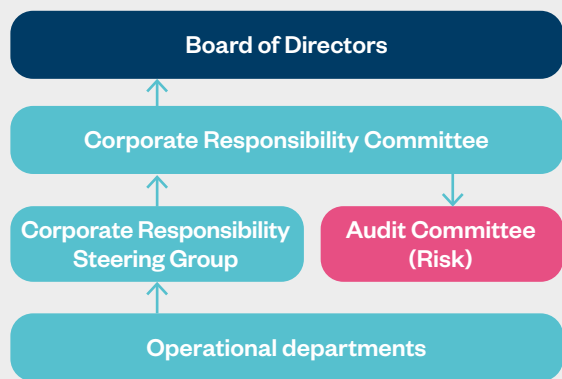 Board of Directors
Corporate Responsibility Committee
Corporate Responsibility
Steering Group
Audit Committee
(Risk)
Operational departments